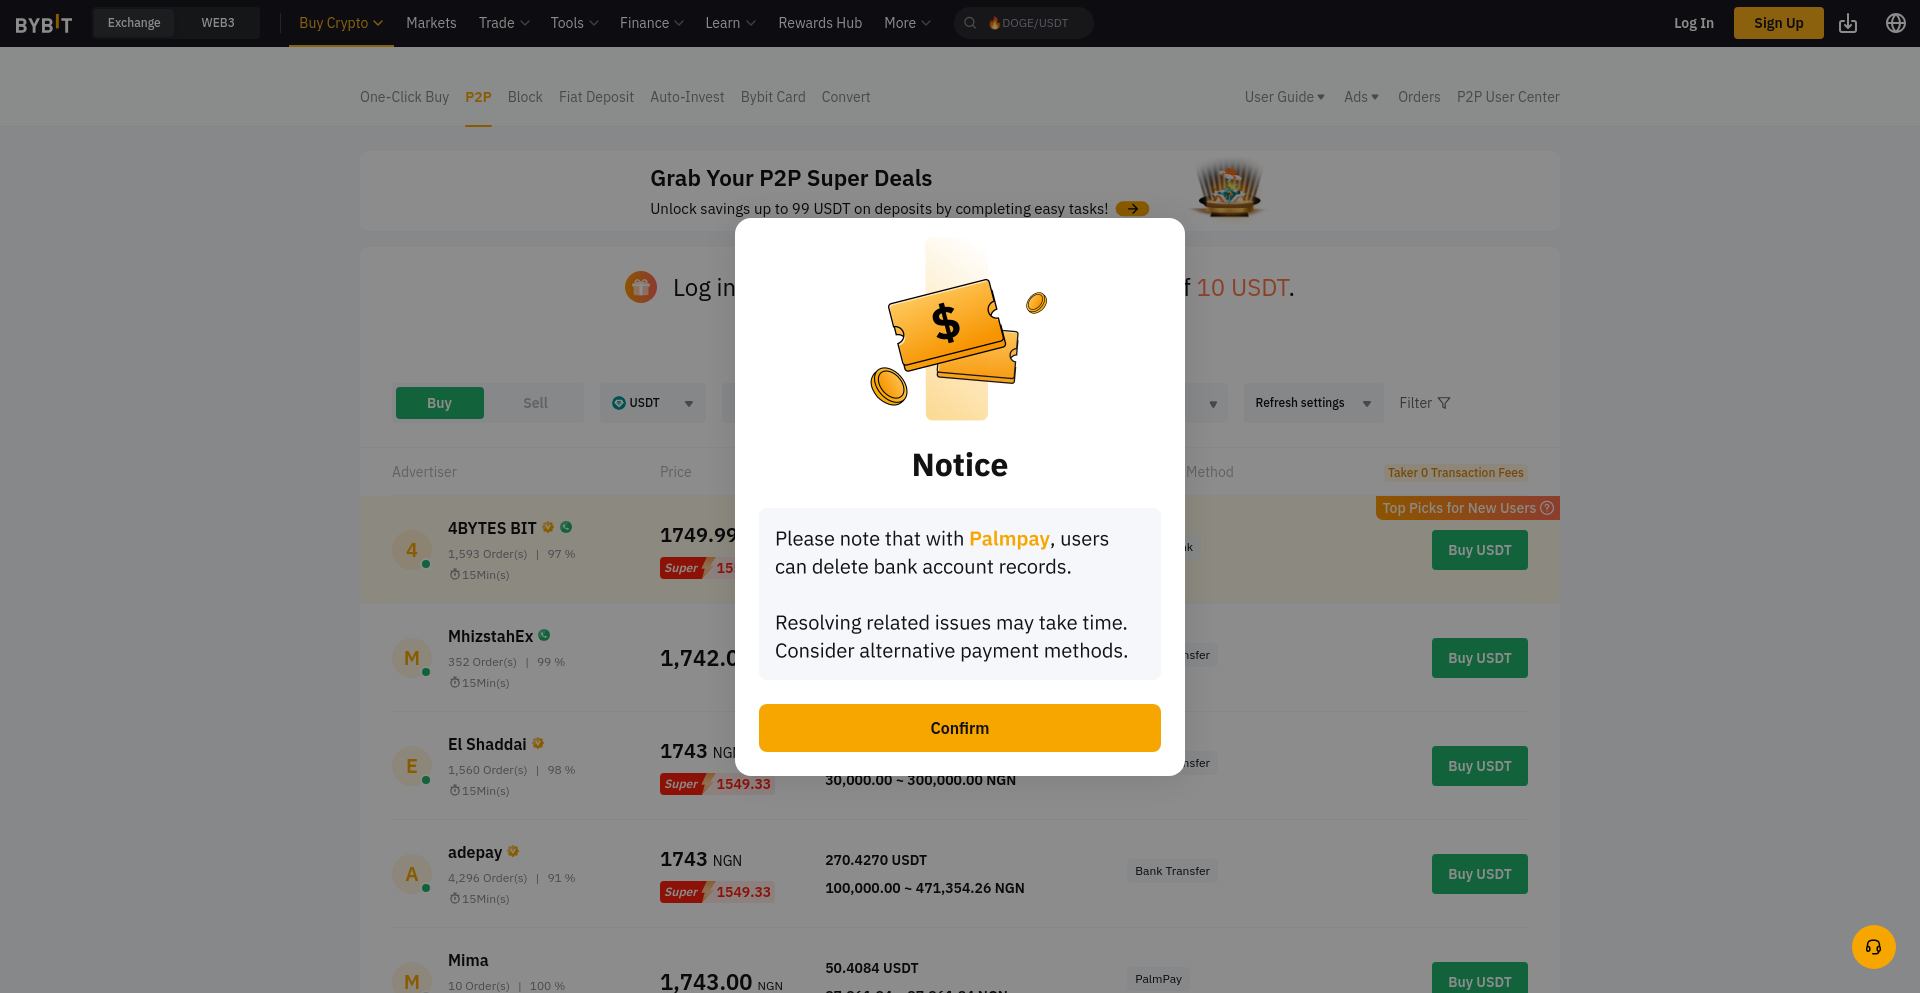 BYBIT
Exchange
WEB3
Buy Crypto
Markets
Trade
Tools
Finance
Learn
Rewards Hub
More
DOGE/USDT
Log In
Sign Up
One-Click Buy
P2P
Block
Fiat Deposit
Auto-Invest
Bybit Card
Convert
User Guide
Ads
Orders
P2P User Center
Grab Your P2P Super Deals
Unlock savings up to 99 USDT on deposits by completing easy tasks!
Log in
10 USDT.
Buy
Sell
USDT
Refresh settings
Filter
Advertiser
Price
Method
Taker 0 Transaction Fees
Top Picks for New Users
4
4BYTES BIT
1,593 Order(s) | 97 %
15Min(s)
1749.99
Super
Buy USDT
M
MhizstahEx
352 Order(s) | 99 %
15Min(s)
1,742.0
Buy USDT
E
El Shaddai
1,560 Order(s) | 98 %
15Min(s)
1743 NGN
Super 1549.33
30,000.00 ~ 300,000.00 NGN
Buy USDT
A
adepay
4,296 Order(s) | 91 %
15Min(s)
1743 NGN
Super 1549.33
270.4270 USDT
100,000.00 ~ 471,354.26 NGN
Bank Transfer
Buy USDT
M
Mima
10 Order(s) | 100 %
1,743.00 NGN
50.4084 USDT
PalmPay
Buy USDT
$
Notice
Please note that with Palmpay, users
can delete bank account records.
Resolving related issues may take time.
Consider alternative payment methods.
Confirm